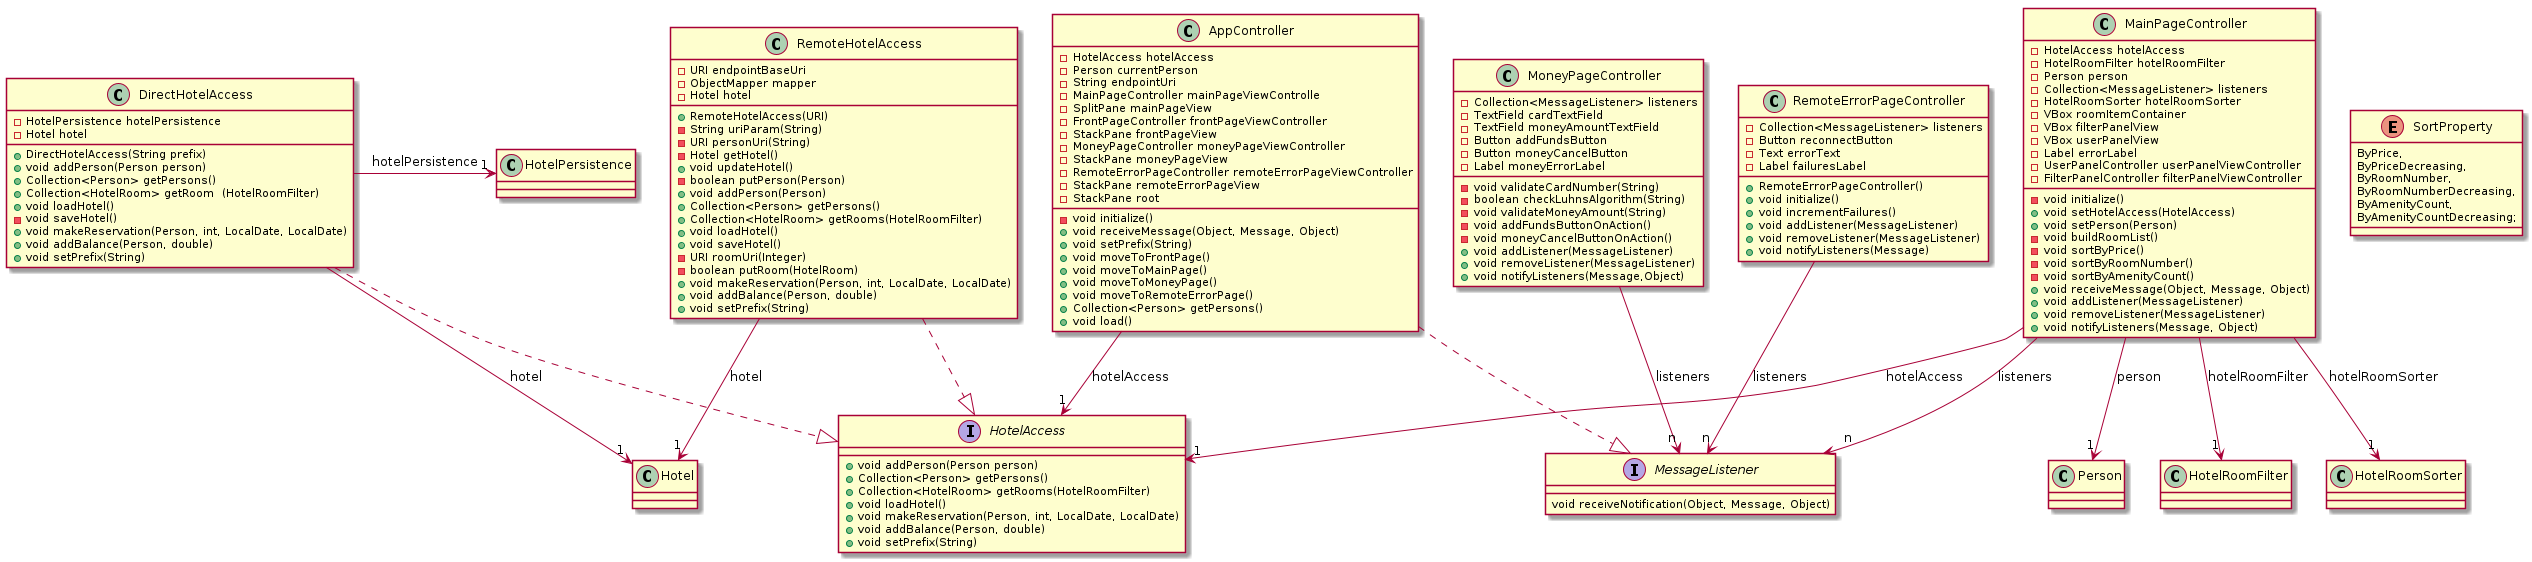 C DirectHotelAccess
HotelPersistence hotelPersistence
Hotel hotel
DirectHotelAccess(String prefix)
void addPerson(Person person)
Collection<Person> getPersons()
Collection<HotelRoom> getRoom  (HotelRoomFilter)
void loadHotel()
void saveHotel()
void makeReservation(Person, int, LocalDate, LocalDate)
void addBalance(Person, double)
void setPrefix(String)
hotelPersistence
1
C HotelPersistence
C RemoteHotelAccess
URI endpointBaseUri
ObjectMapper mapper
Hotel hotel
RemoteHotelAccess(URI)
String uriParam(String)
URI personUri(String)
Hotel getHotel()
void updateHotel()
boolean putPerson(Person)
void addPerson(Person)
Collection<Person> getPersons()
Collection<HotelRoom> getRooms(HotelRoomFilter)
void loadHotel()
void saveHotel()
URI roomUri(Integer)
boolean putRoom(HotelRoom)
void makeReservation(Person, int, LocalDate, LocalDate)
void addBalance(Person, double)
void setPrefix(String)
C AppController
HotelAccess hotelAccess
Person currentPerson
String endpointUri
MainPageController mainPageViewControlle
SplitPane mainPageView
FrontPageController frontPageViewController
StackPane frontPageView
MoneyPageController moneyPageViewController
StackPane moneyPageView
RemoteErrorPageController remoteErrorPageViewController
StackPane remoteErrorPageView
StackPane root
void initialize()
void receiveMessage(Object, Message, Object)
void setPrefix(String)
void moveToFrontPage()
void moveToMainPage()
void moveToMoneyPage()
void moveToRemoteErrorPage()
Collection<Person> getPersons()
void load()
C MoneyPageController
Collection<MessageListener> listeners
TextField cardTextField
TextField moneyAmountTextField
Button addFundsButton
Button moneyCancelButton
Label moneyErrorLabel
void validateCardNumber(String)
boolean checkLuhnsAlgorithm(String)
void validateMoneyAmount(String)
void addFundsButtonOnAction()
void moneyCancelButtonOnAction()
void addListener(MessageListener)
void removeListener(MessageListener)
void notifyListeners(Message,Object)
C RemoteErrorPageController
Collection<MessageListener> listeners
Button reconnectButton
Text errorText
Label failuresLabel
RemoteErrorPageController()
void initialize()
void incrementFailures()
void addListener(MessageListener)
void removeListener(MessageListener)
void notifyListeners(Message)
C MainPageController
HotelAccess hotelAccess
HotelRoomFilter hotelRoomFilter
Person person
Collection<MessageListener> listeners
HotelRoomSorter hotelRoomSorter
VBox roomItemContainer
VBox filterPanelView
VBox userPanelView
Label errorLabel
UserPanelController userPanelViewController
FilterPanelController filterPanelViewController
void initialize()
void setHotelAccess(HotelAccess)
void setPerson(Person)
void buildRoomList()
void sortByPrice()
void sortByRoomNumber()
void sortByAmenityCount()
void receiveMessage(Object, Message, Object)
void addListener(MessageListener)
void removeListener(MessageListener)
void notifyListeners(Message, Object)
E SortProperty
ByPrice,
ByPriceDecreasing,
ByRoomNumber,
ByRoomNumberDecreasing,
ByAmenityCount,
ByAmenityCountDecreasing;
hotel
hotel
hotelAccess
listeners
listeners
hotelAccess
listeners
person
hotelRoomFilter
hotelRoomSorter
1
1
1
1
n
n
n
1
1
1
C Hotel
I HotelAccess
void addPerson(Person person)
Collection<Person> getPersons()
Collection<HotelRoom> getRooms(HotelRoomFilter)
void loadHotel()
void makeReservation(Person, int, LocalDate, LocalDate)
void addBalance(Person, double)
void setPrefix(String)
I MessageListener
void receiveNotification(Object, Message, Object)
C Person
C HotelRoomFilter
C HotelRoomSorter